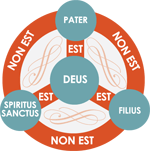 PATER
NON EST
NON EST
EST
DEUS
EST
EST
SPIRITUS
SANCTUS
FILIUS
NON EST